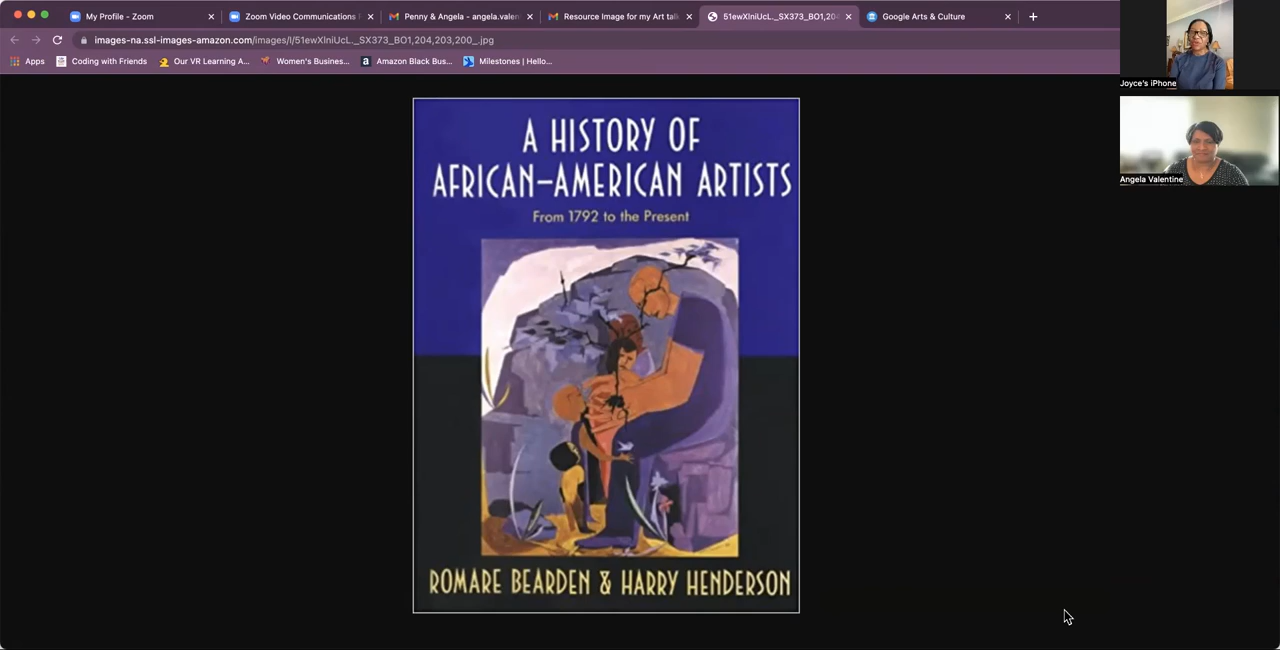 My Profile - Zoom
Zoom Video Communications
Penny & Angela - angela.valen
Resource Image for my Art talk
51ewXIniUcL._SX373_BO1,204
Google Arts & Culture
images-na.ssl-images-amazon.com/images/I/51ewXIniUcL._SX373_BO1,204,203,200_.jpg
Apps
Coding with Friends
Our VR Learning A...
Women's Busines...
Amazon Black Bus...
Milestones | Hello...
Joyce's iPhone
Angela Valentine
A HISTORY OF
AFRICAN-AMERICAN ARTISTS
From 1792 to the Present
ROMARE BEARDEN & HARRY HENDERSON